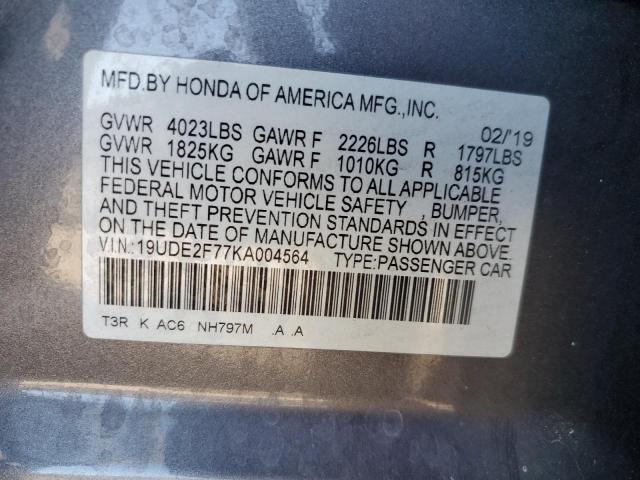 MFD.BY HONDA OF AMERICA MFG.,INC.
02/'19
GVWR 4023LBS GAWR F 2226LBS R 1797LBS
GVWR 1825KG GAWR F 1010KG R 815KG
THIS VEHICLE CONFORMS TO ALL APPLICABLE
FEDERAL MOTOR VEHICLE SAFETY , BUMPER,
AND THEFT PREVENTION STANDARDS IN EFFECT
ON THE DATE OF MANUFACTURE SHOWN ABOVE.
V.I.N.:19UDE2F77KA004564 TYPE:PASSENGER CAR
T3R K AC6 NH797M .A .A